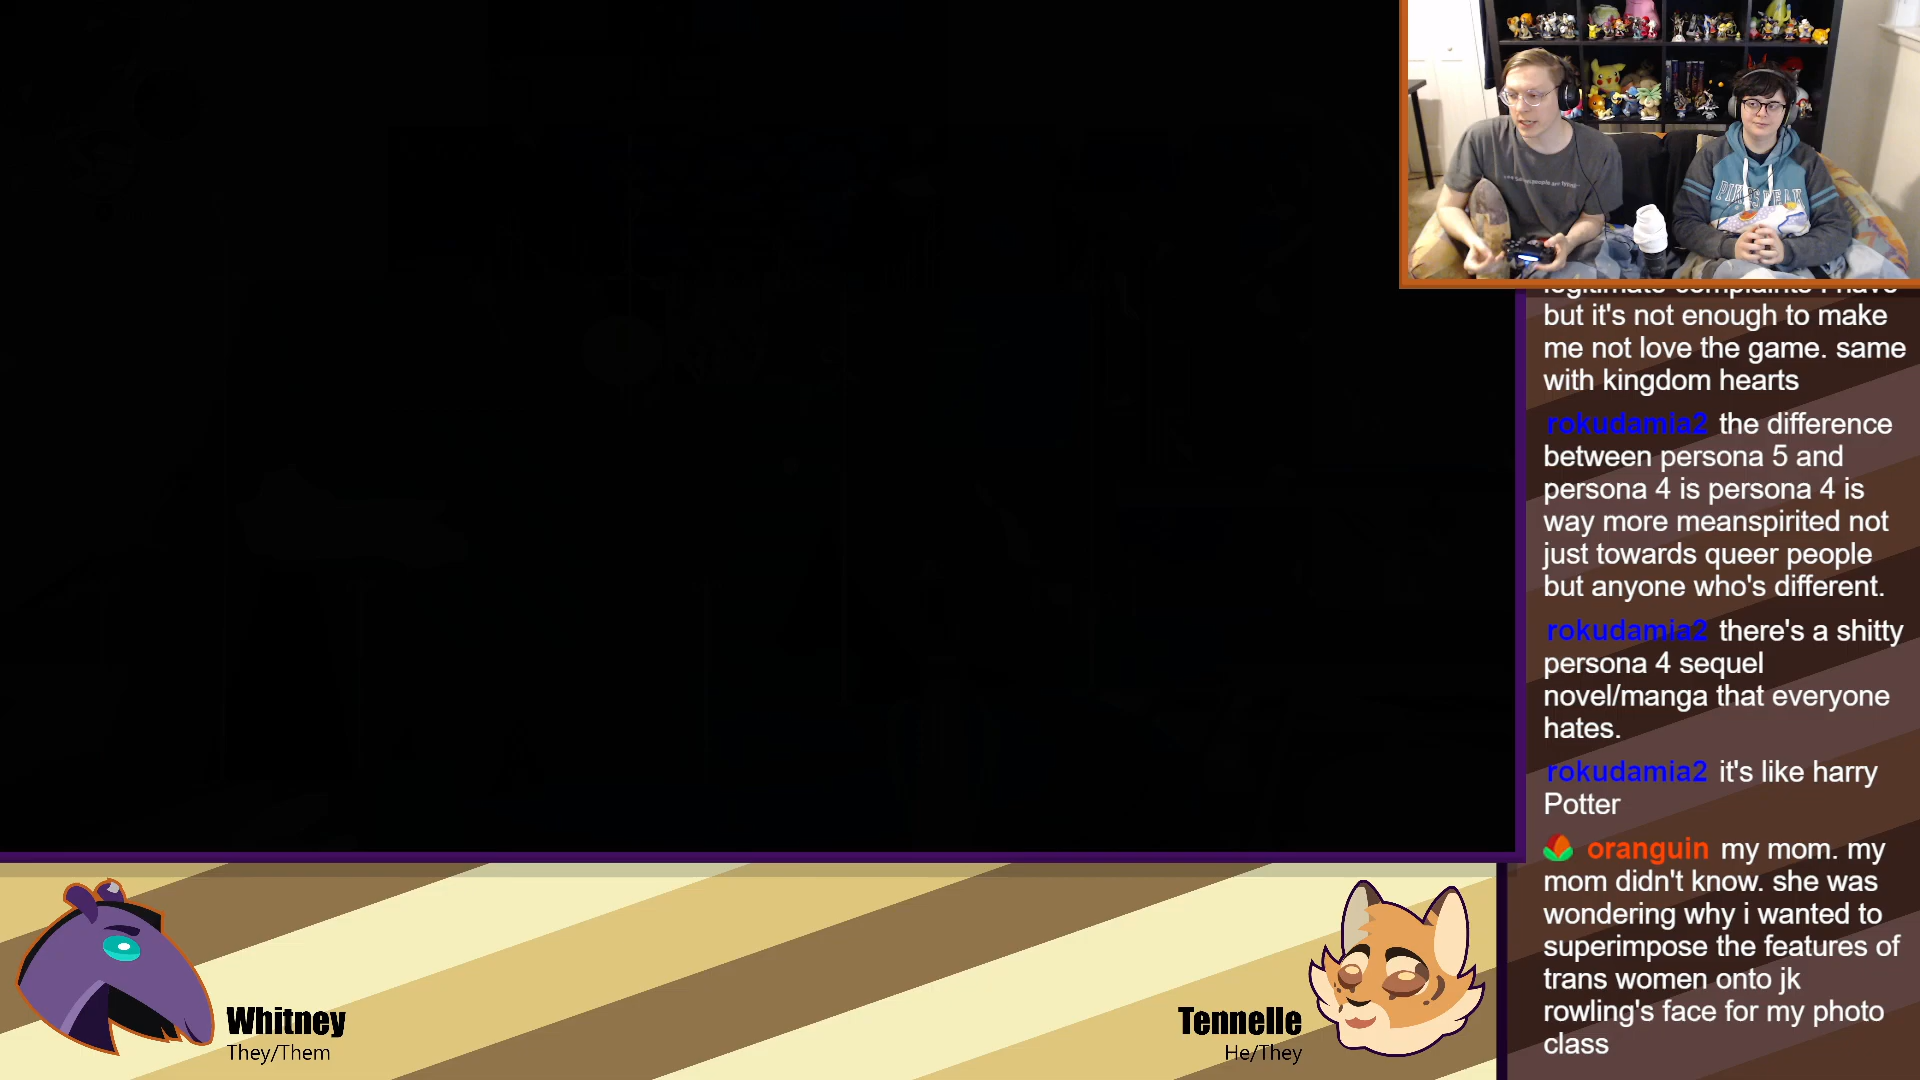 legitimate complaints i have
but it's not enough to make
me not love the game. same
with kingdom hearts
rokudamia2 the difference
between persona 5 and
persona 4 is persona 4 is
way more meanspirited not
just towards queer people
but anyone who's different.
rokudamia2 there's a shitty
persona 4 sequel
novel/manga that everyone
hates.
rokudamia2 it's like harry
Potter
oranguin my mom. my
mom didn't know. she was
wondering why i wanted to
superimpose the features of
trans women onto jk
rowling's face for my photo
class
Whitney
They/Them
Tennelle
He/They